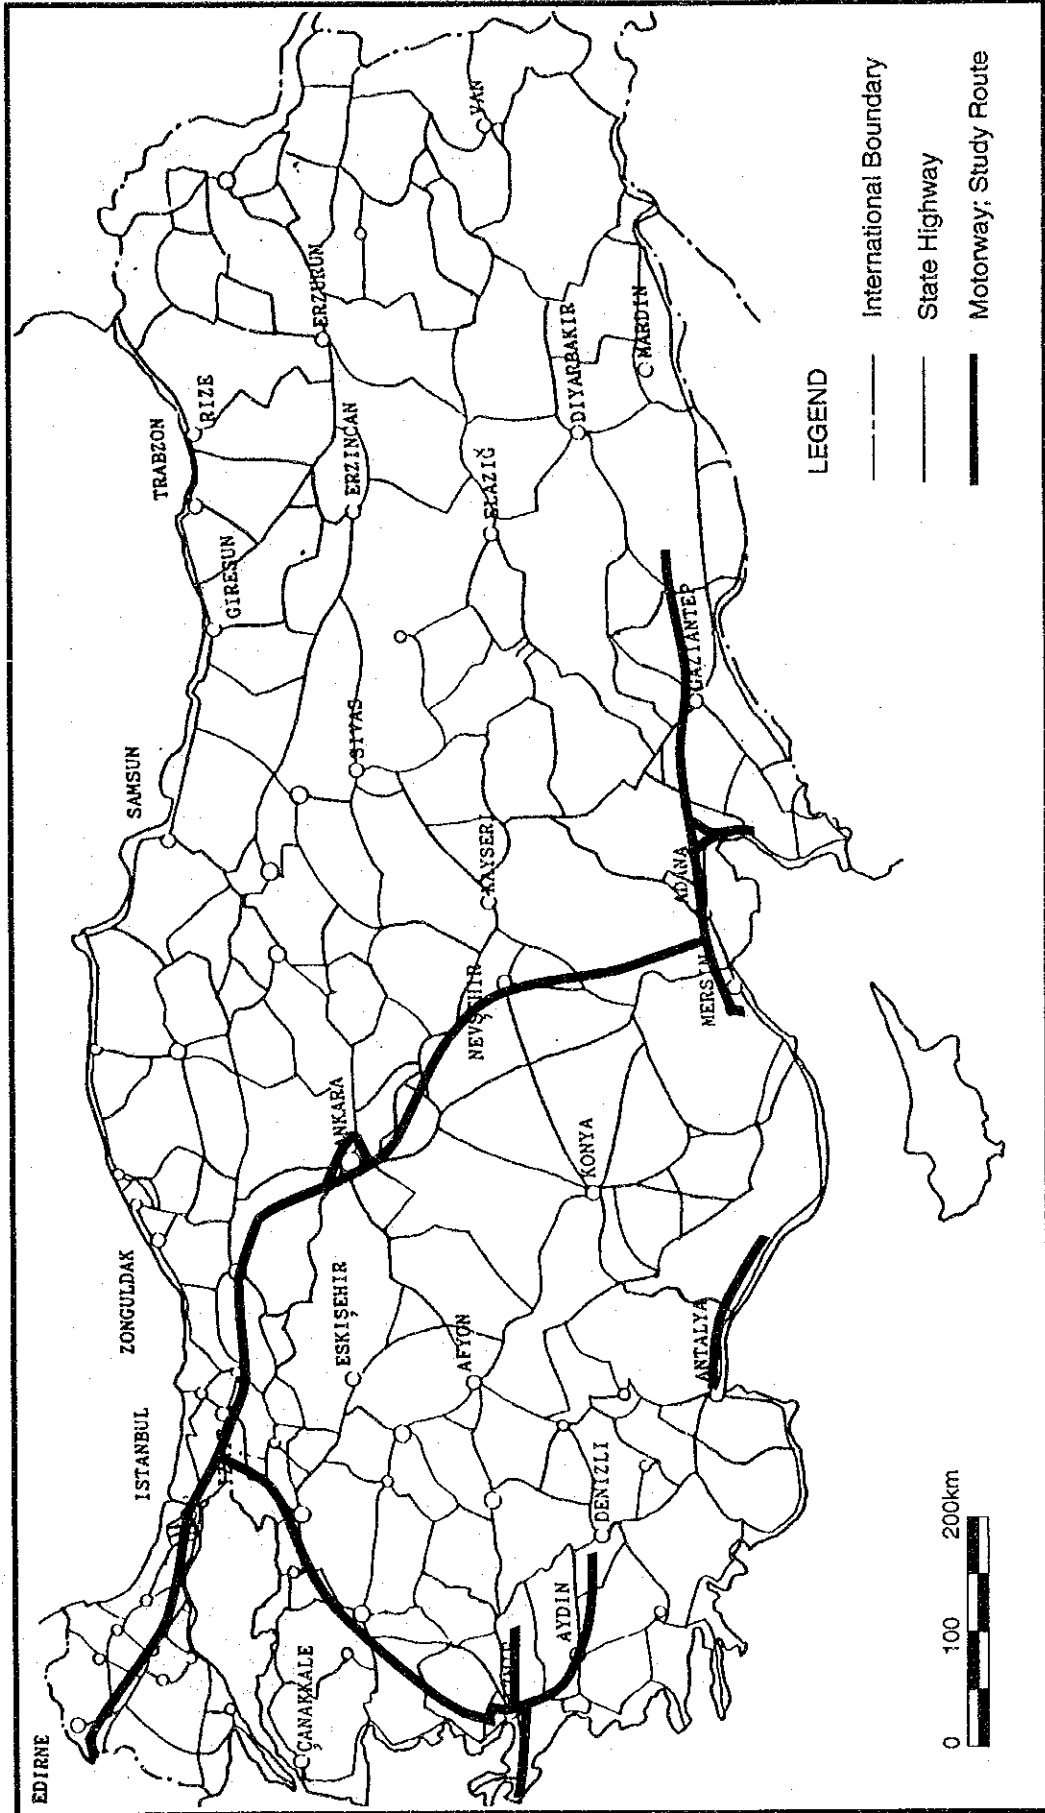 EDIRNE
ISTANBUL
ZONGULDAK
SAMSUN
GIRESUN
TRABZON
RIZE
ÇANAKKALE
ESKIŞEHIR
SIVAS
ERZINCAN
ERZURUM
AFYON
NEVŞEHIR
KAYSERI
ELAZIĞ
VAN
AYDIN
DENIZLI
KONYA
DIYARBAKIR
ANTALYA
MERSIN
ADANA
GAZIANTEP
MARDIN
LEGEND
International Boundary
State Highway
Motorway; Study Route
0 100 200km